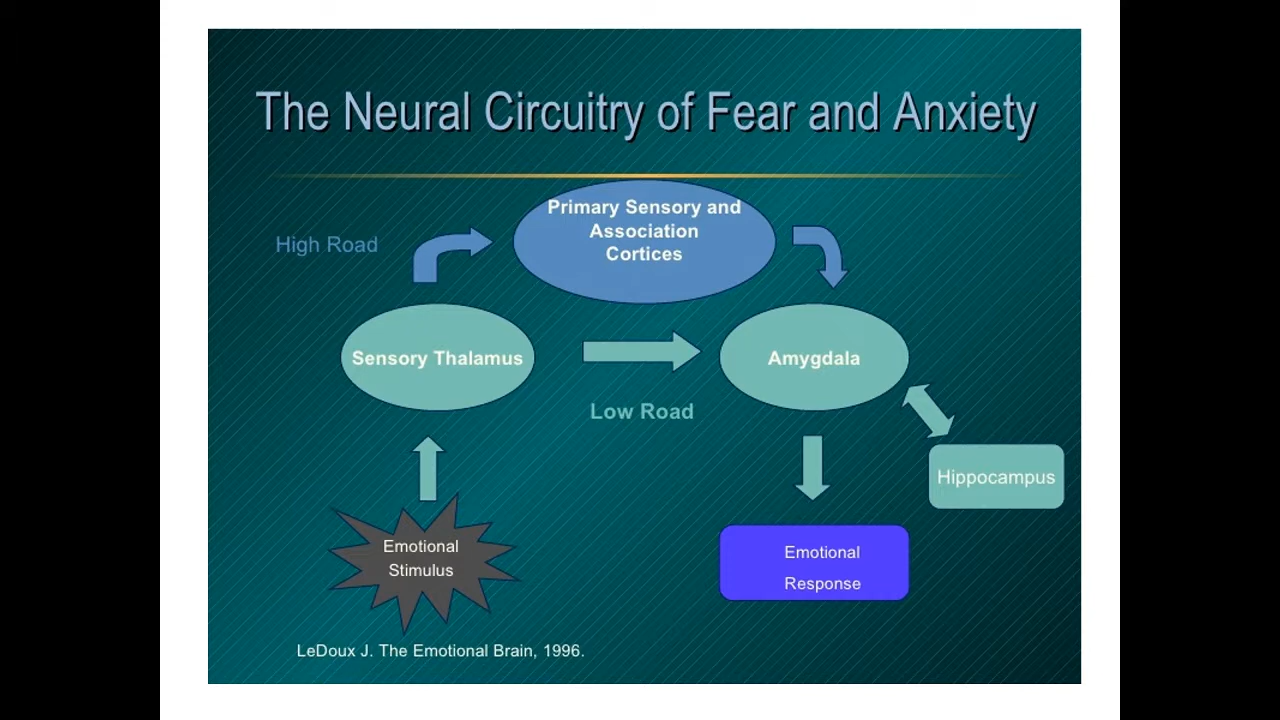 The Neural Circuitry of Fear and Anxiety
Primary Sensory and
Association
Cortices
High Road
Sensory Thalamus
Amygdala
Low Road
Hippocampus
Emotional
Stimulus
Emotional
Response
LeDoux J. The Emotional Brain, 1996.